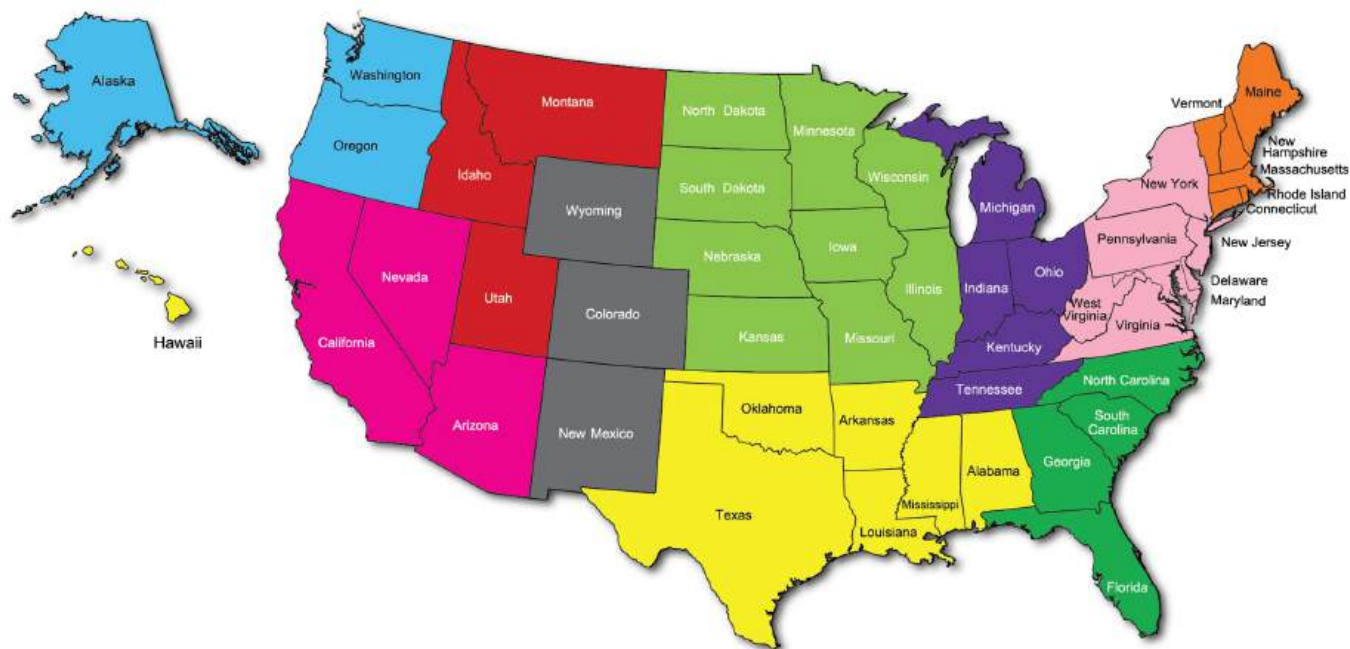 Alaska
Hawaii
Washington
Oregon
California
Nevada
Idaho
Montana
Wyoming
Utah
Colorado
Arizona
New Mexico
North Dakota
South Dakota
Nebraska
Kansas
Oklahoma
Texas
Minnesota
Iowa
Missouri
Arkansas
Louisiana
Wisconsin
Illinois
Michigan
Indiana
Ohio
Kentucky
Tennessee
Mississippi
Alabama
Georgia
Florida
South
Carolina
North Carolina
Virginia
West
Virginia
Pennsylvania
New York
Vermont
Maine
New
Hampshire
Massachusetts
Rhode Island
Connecticut
New Jersey
Delaware
Maryland